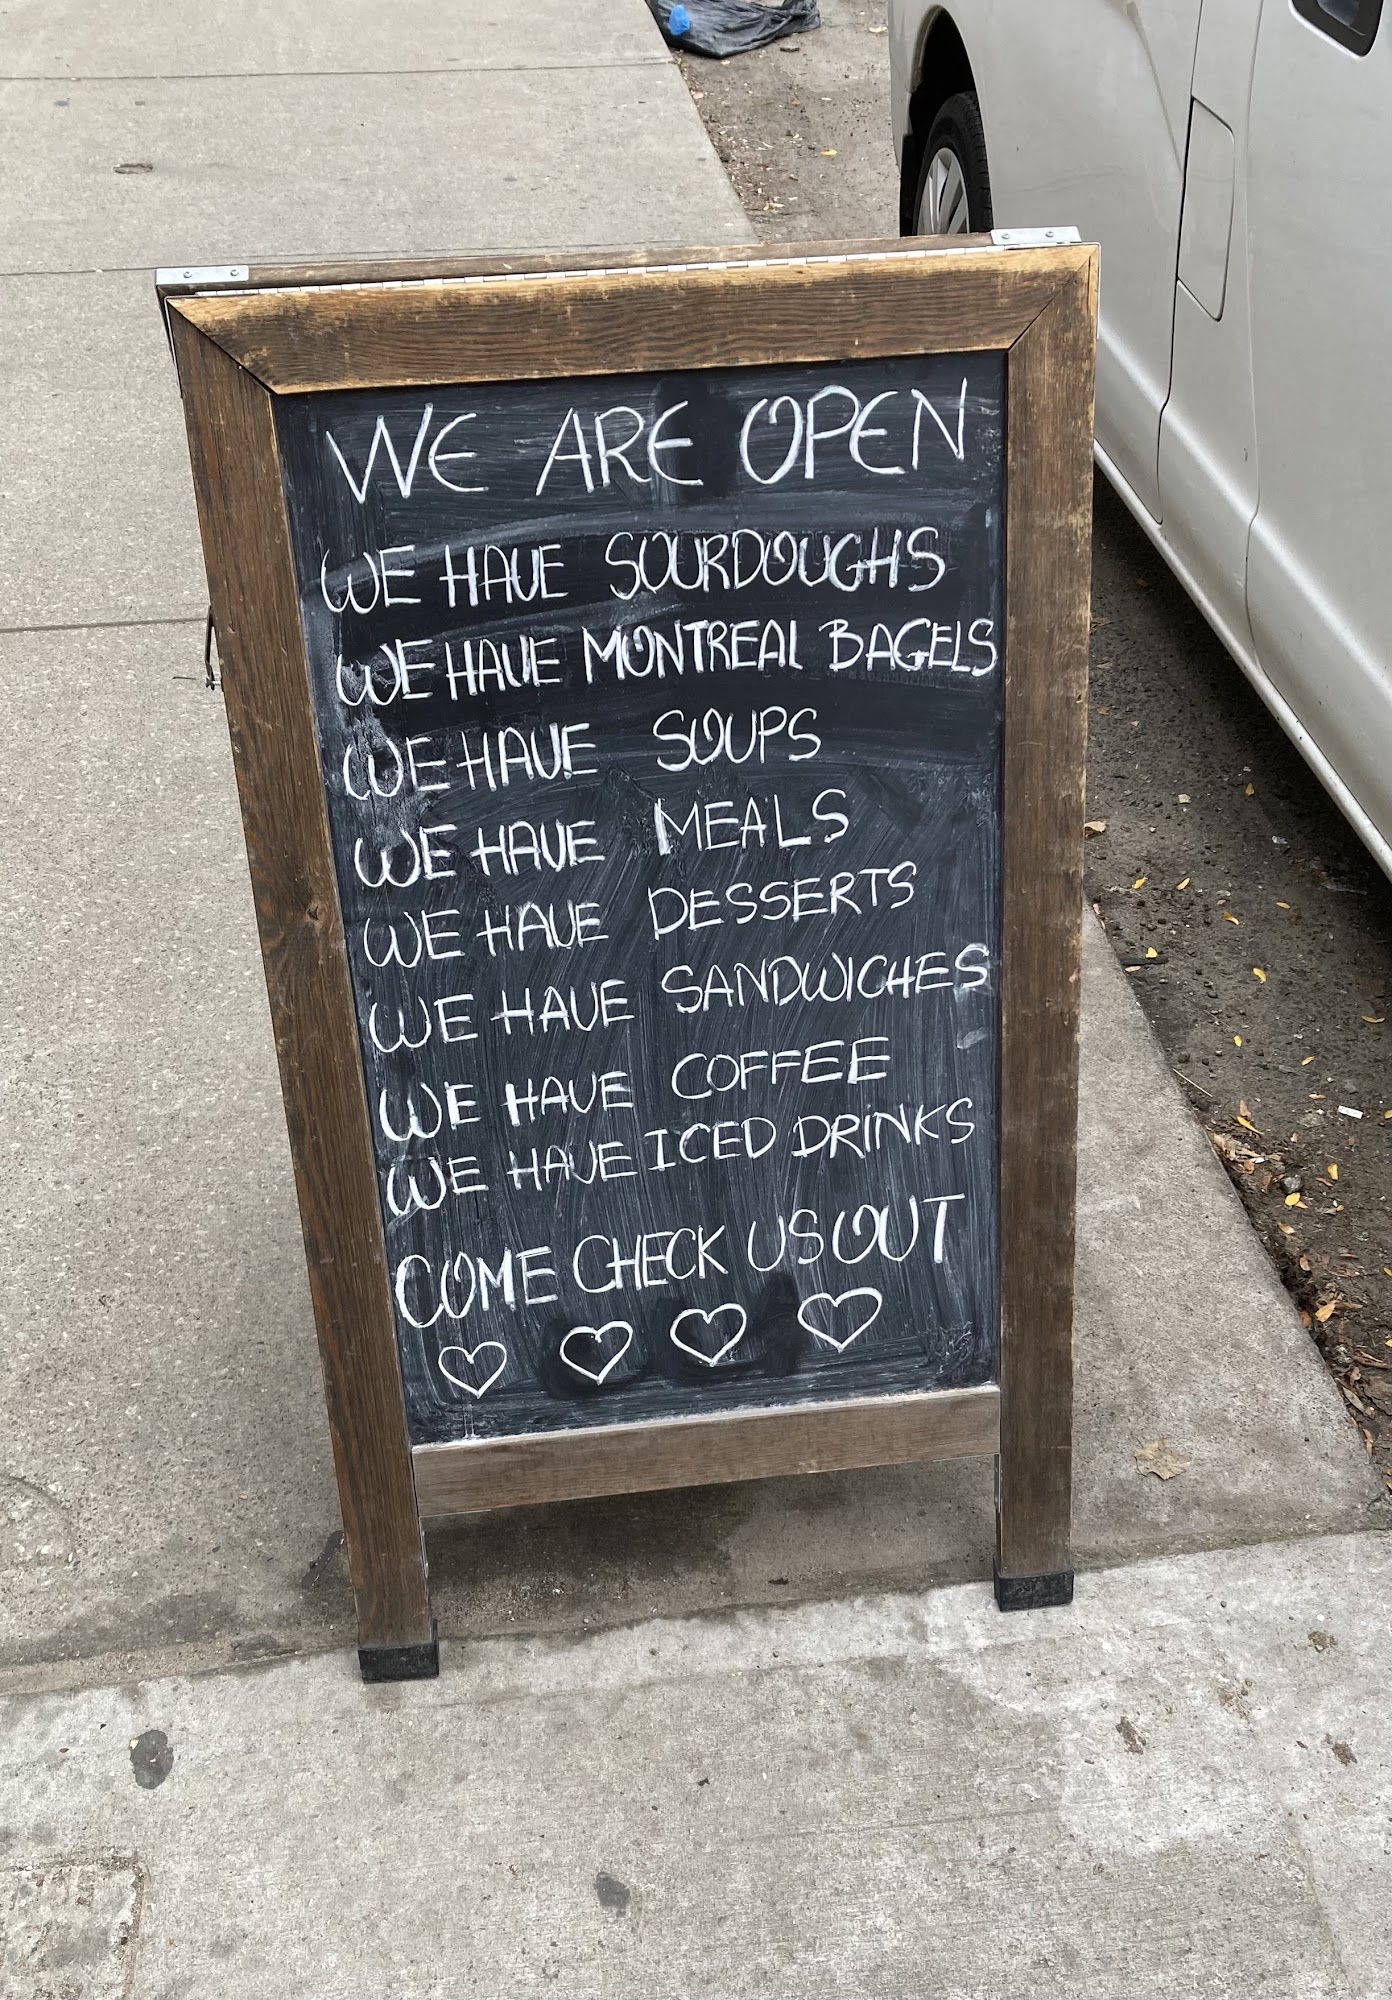 WE ARE OPEN
WE HAVE SOURDOUGHS
WE HAVE MONTREAL BAGELS
WE HAVE SOUPS
WE HAVE MEALS
WE HAVE DESSERTS
WE HAVE SANDWICHES
WE HAVE COFFEE
WE HAVE ICED DRINKS
COME CHECK US OUT